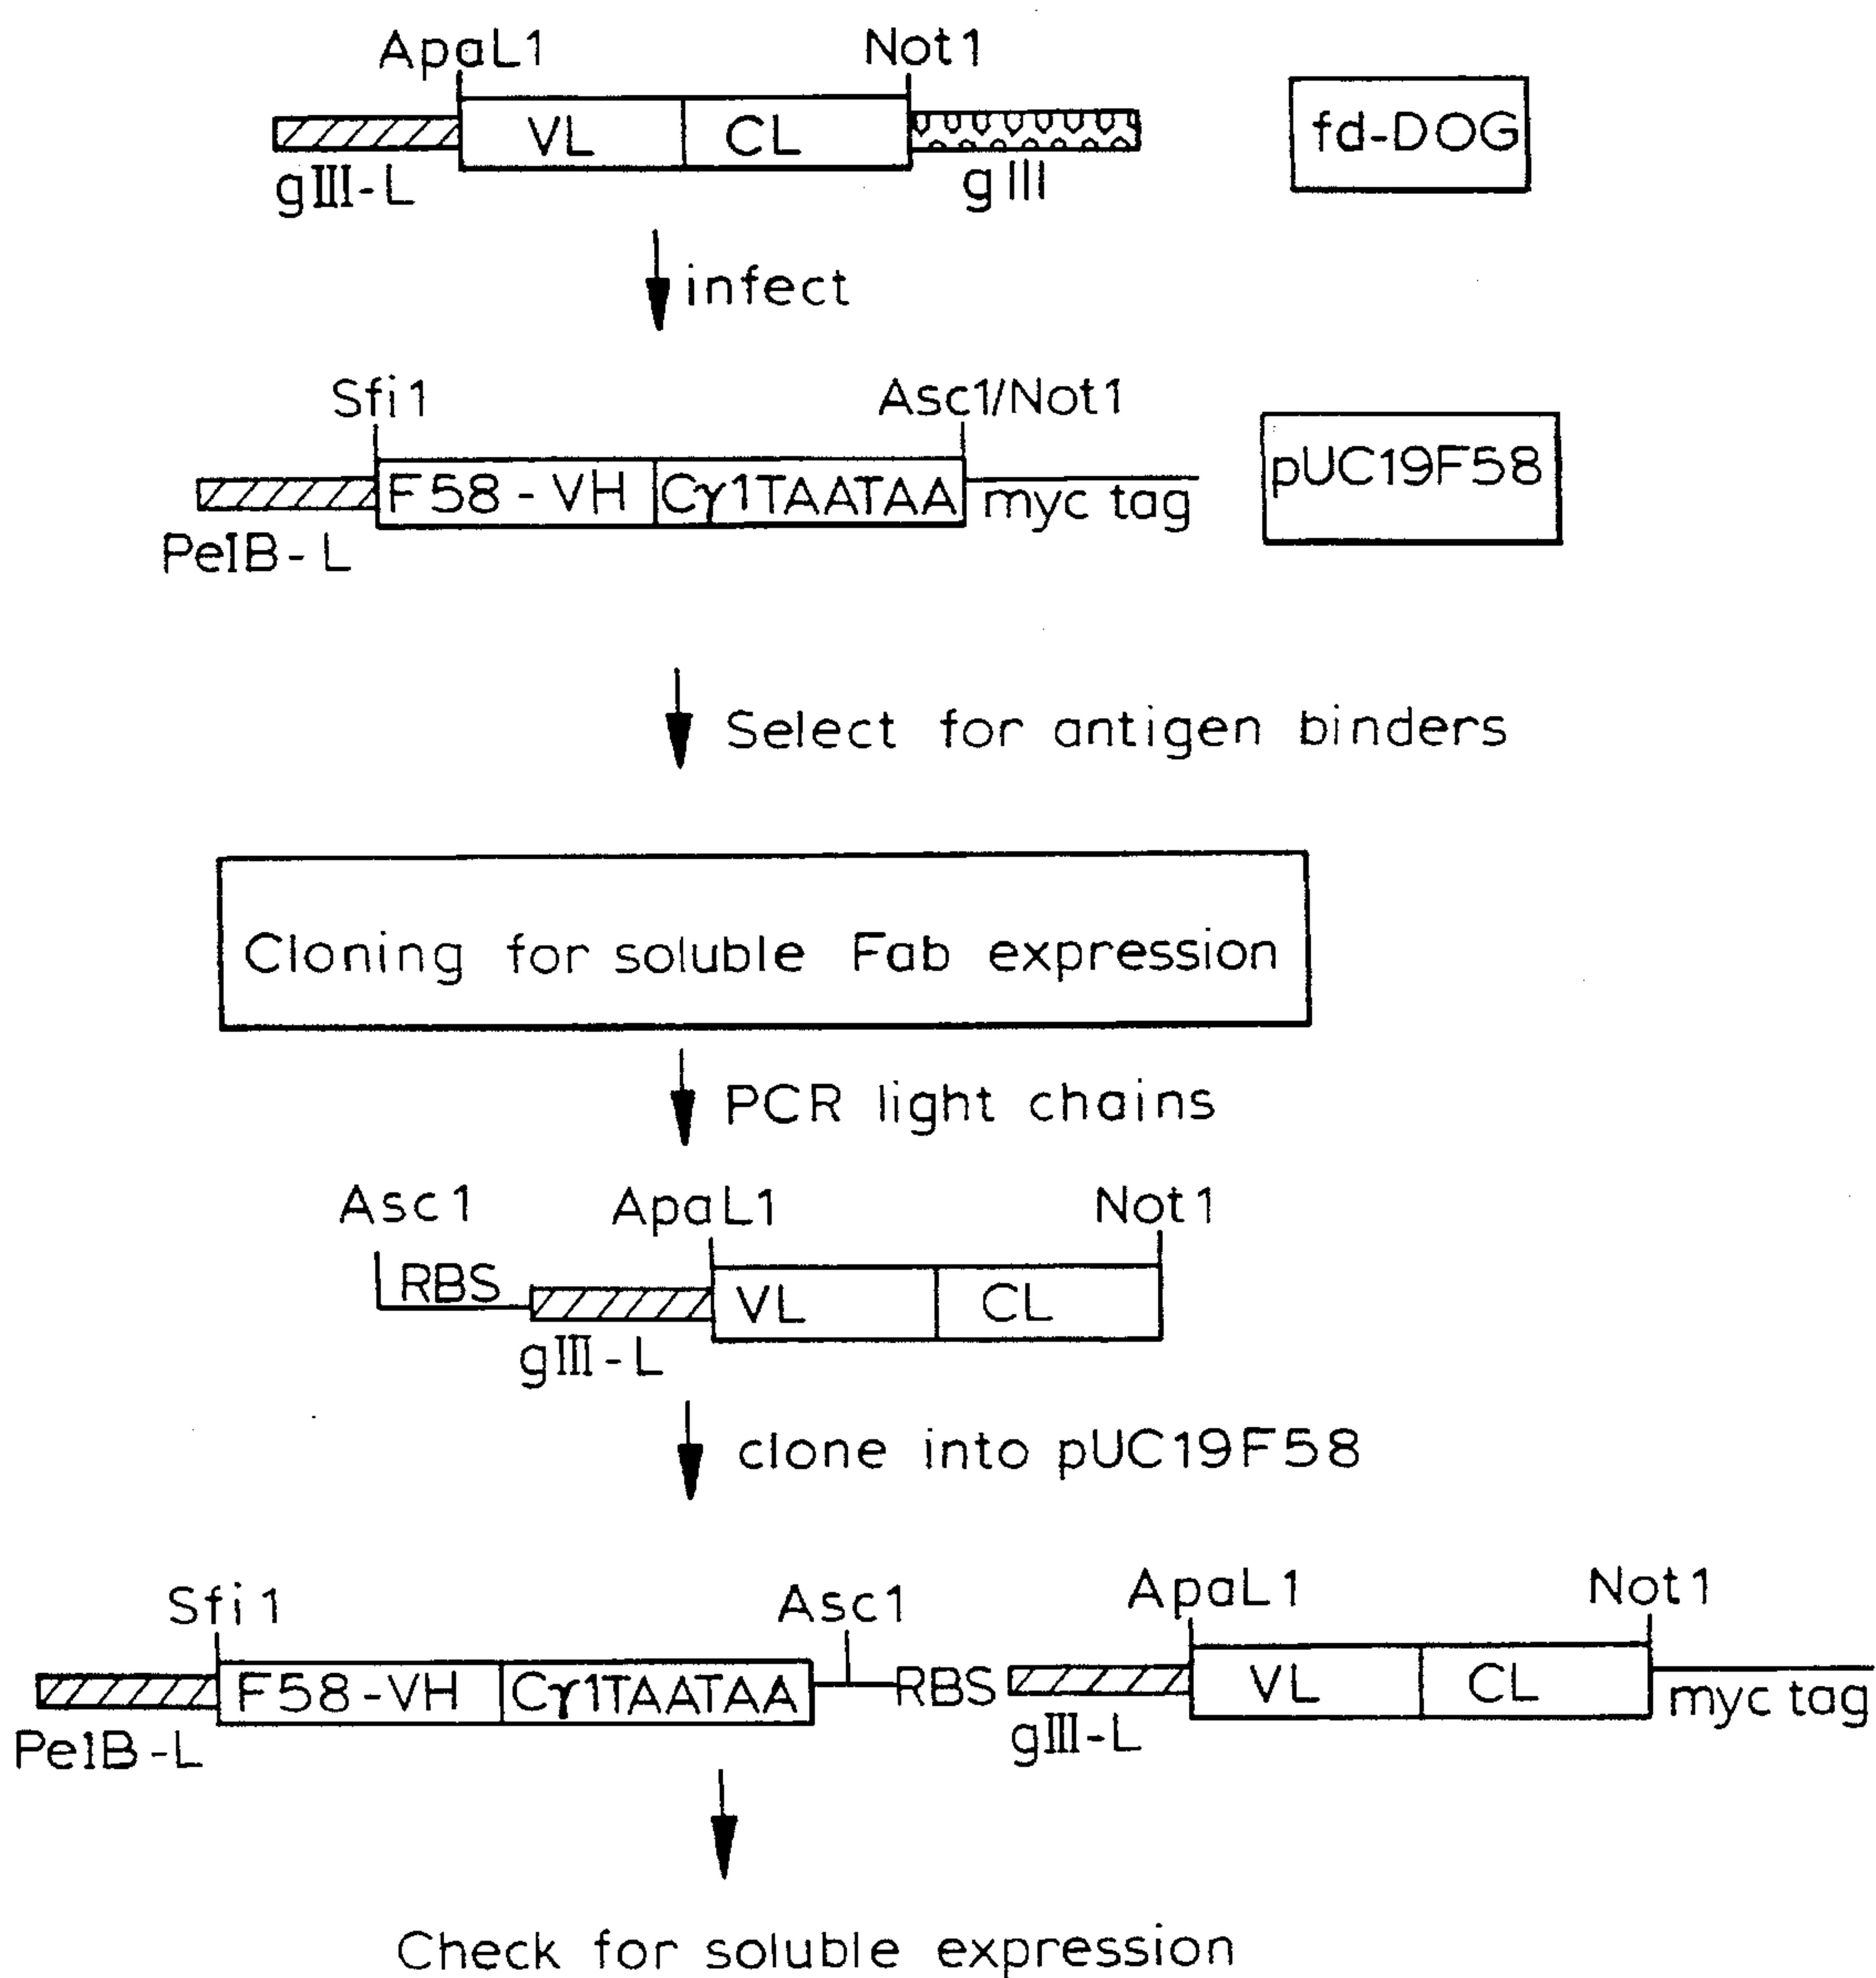 ApaL1 Not1
VL CL fd-DOG
gIII-L gIII
infect
Sfi1 Asc1/Not1
F58-VH Cγ1TAATAA myc tag pUC19F58
PelB-L
Select for antigen binders
Cloning for soluble Fab expression
PCR light chains
Asc1 ApaL1 Not1
RBS VL CL
gIII-L
clone into pUC19F58
Sfi1 Asc1 ApaL1 Not1
F58-VH Cγ1TAATAA RBS VL CL myc tag
PelB-L gIII-L
Check for soluble expression